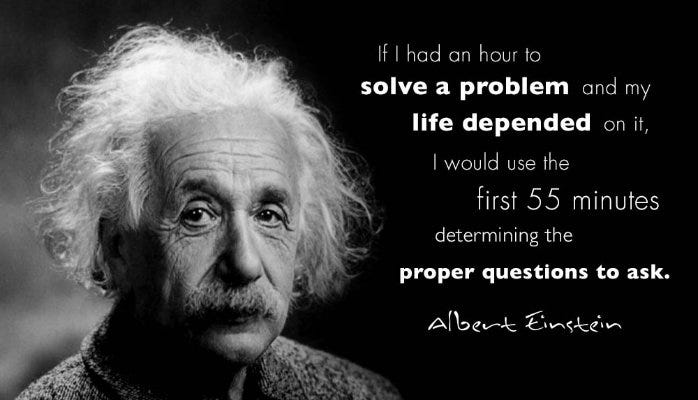 If I had an hour to
solve a problem and my
life depended on it,
I would use the
first 55 minutes
determining the
proper questions to ask.
Albert Einstein